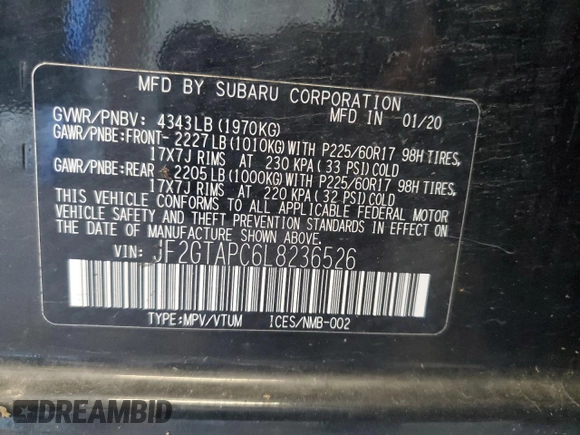 MFD BY SUBARU CORPORATION
GVWR/PNBV: 4343LB(1970KG) 01/20
GAWR/PNBE:FRONT- 2227LB(1010KG)WITH P225/60R17 98H TIRES,
17X7J RIMS AT 230 KPA(33 PSI)COLD
GAWR/PNBE:REAR - 2205LB(1000KG)WITH P225/60R17 98H TIRES,
17X7J RIMS AT 220 KPA(32 PSI)COLD
THIS VEHICLE CONFORMS TO ALL APPLICABLE FEDERAL MOTOR
VEHICLE SAFETY AND THEFT PREVENTION STANDARDS IN EFFECT ON
THE DATE OF MANUFACTURE SHOWN ABOVE.
VIN: JF2GTAPC6L8236526
TYPE:MPV/VTUM ICES/NMB-002
DREAMBID